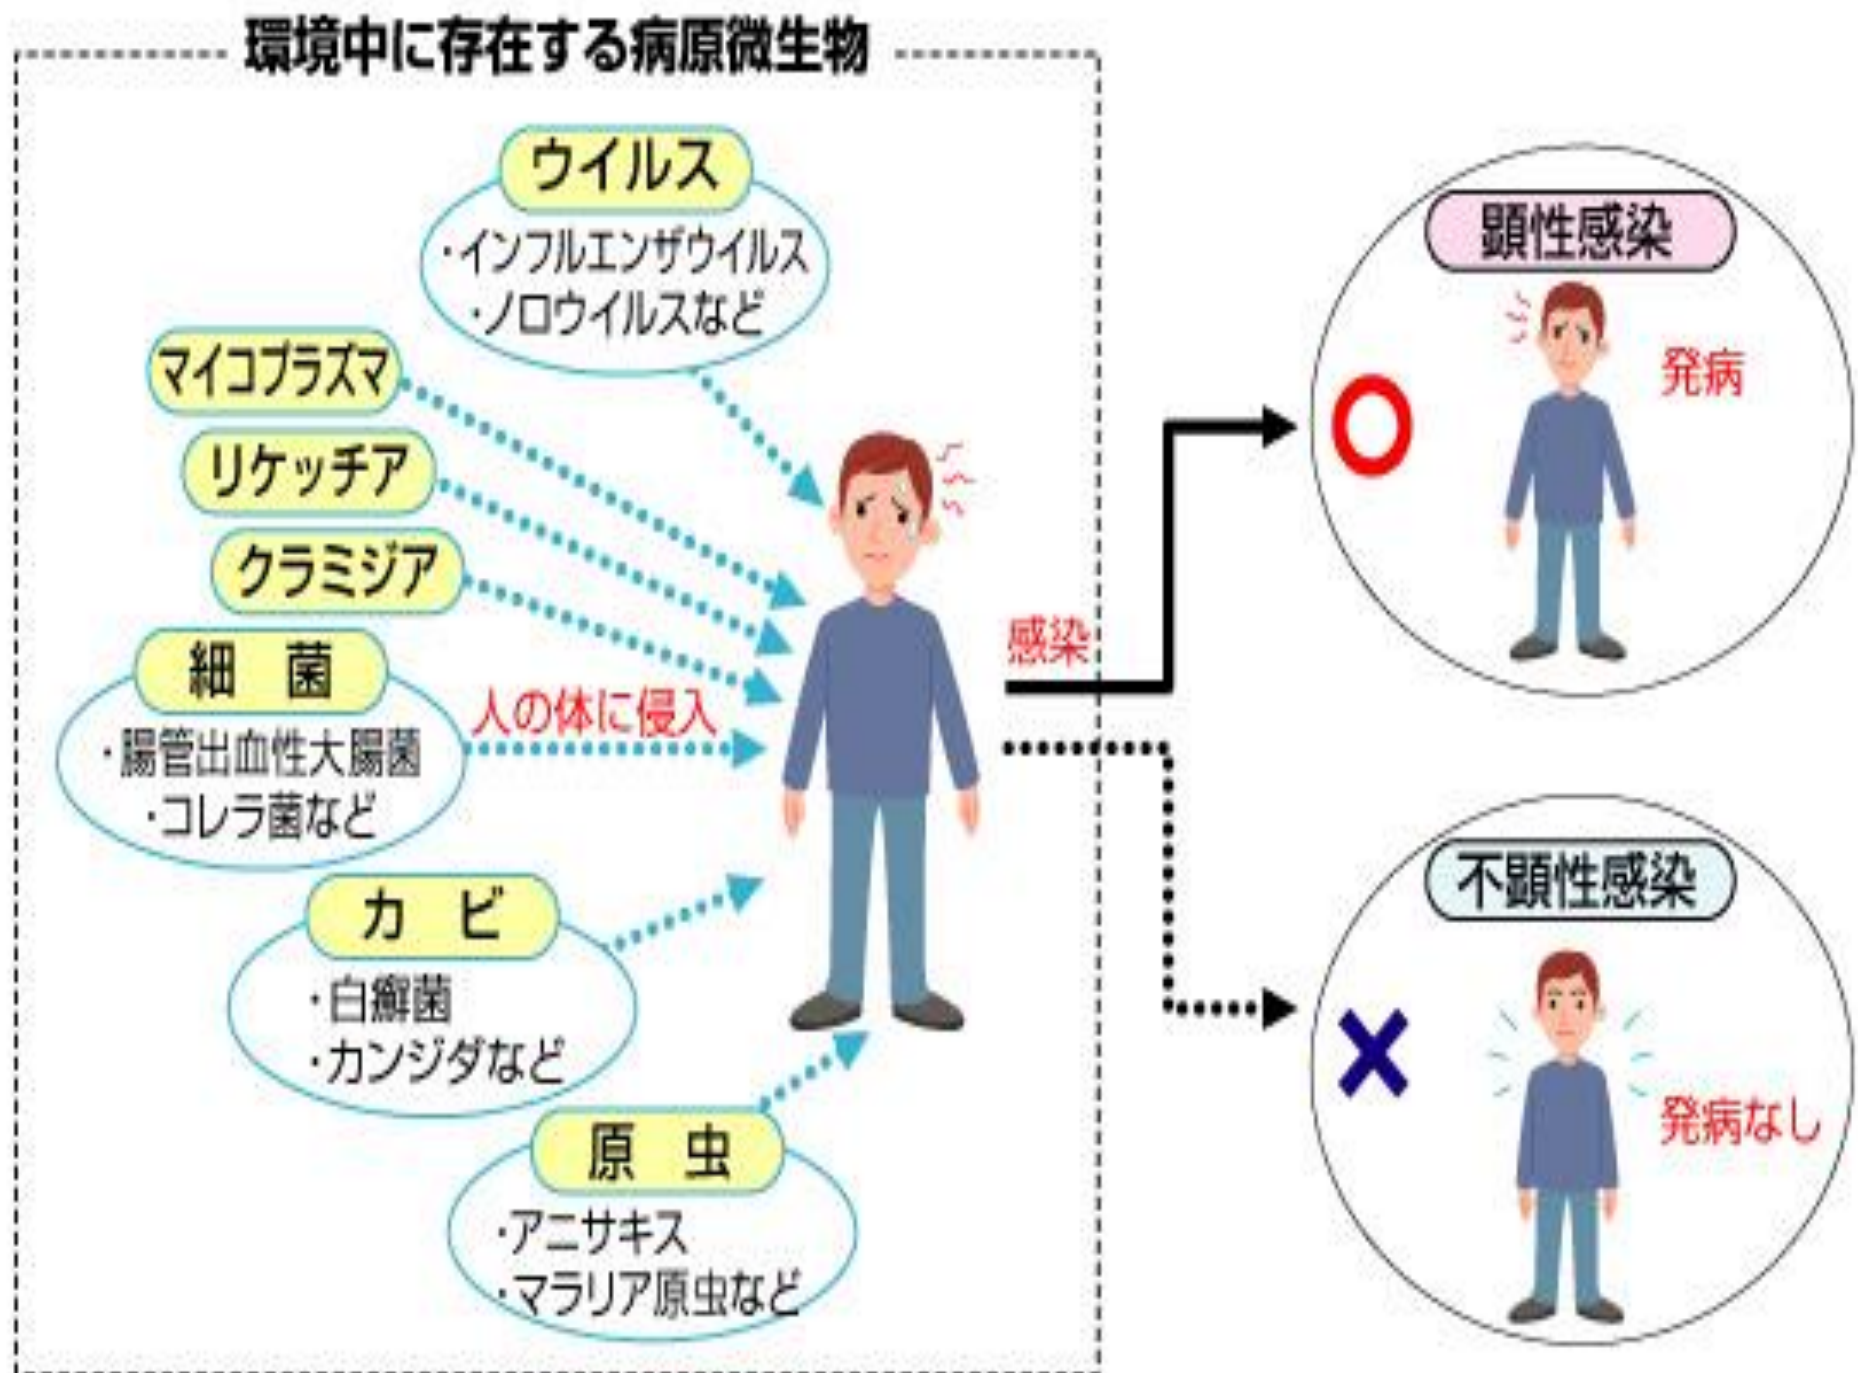 環境中に存在する病原微生物
ウイルス
・インフルエンザウイルス
・ノロウイルスなど
マイコプラズマ
リケッチア
クラミジア
細　菌
・腸管出血性大腸菌
・コレラ菌など
人の体に侵入
カ　ビ
・白癬菌
・カンジダなど
原　虫
・アニサキス
・マラリア原虫など
感染
顕性感染
発病
不顕性感染
発病なし